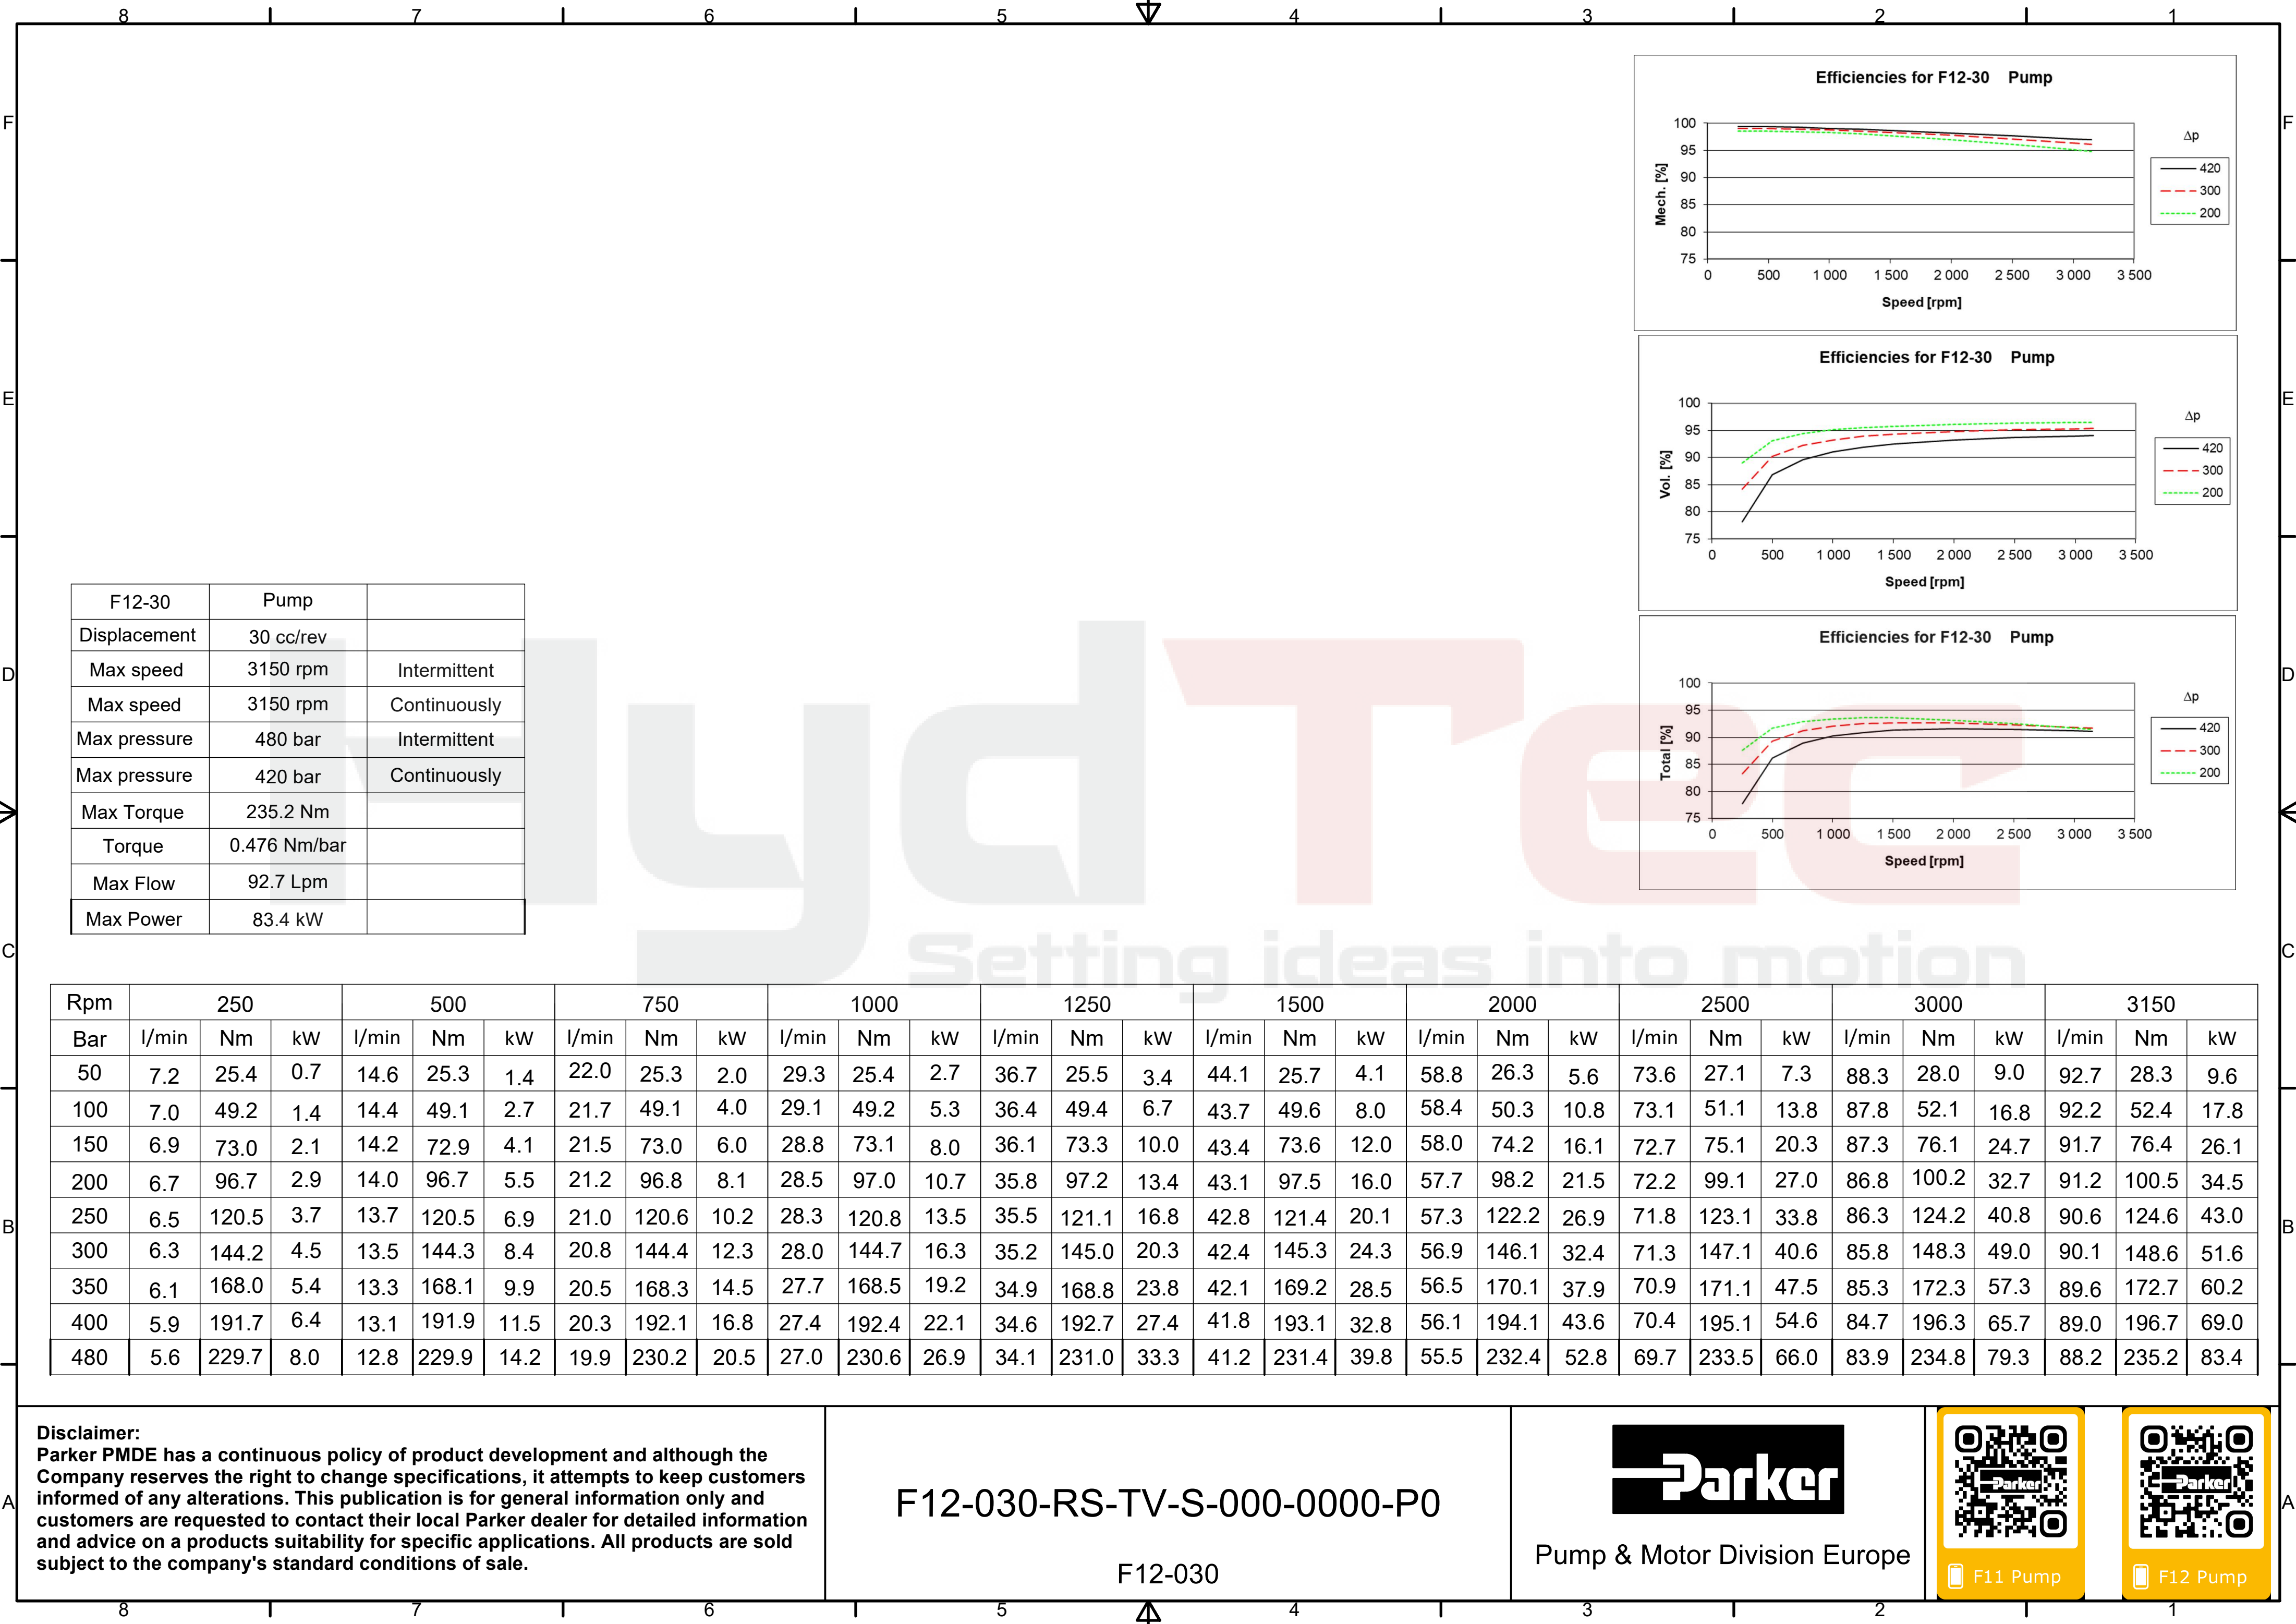 8 7 6 5 4 3 2 1
F
F
Efficiencies for F12-30 Pump
Mech. [%]
100
95
90
85
80
75
0 500 1 000 1 500 2 000 2 500 3 000 3 500
Speed [rpm]
Δp
420
300
200
E
E
Efficiencies for F12-30 Pump
Vol. [%]
100
95
90
85
80
75
0 500 1 000 1 500 2 000 2 500 3 000 3 500
Speed [rpm]
Δp
420
300
200
D
D
Efficiencies for F12-30 Pump
Total [%]
100
95
90
85
80
75
0 500 1 000 1 500 2 000 2 500 3 000 3 500
Speed [rpm]
Δp
420
300
200
F12-30 Pump
Displacement 30 cc/rev
Max speed 3150 rpm Intermittent
Max speed 3150 rpm Continuously
Max pressure 480 bar Intermittent
Max pressure 420 bar Continuously
Max Torque 235.2 Nm
Torque 0.476 Nm/bar
Max Flow 92.7 Lpm
Max Power 83.4 kW
HydTec
Setting ideas into motion
C
C
Rpm 250 500 750 1000 1250 1500 2000 2500 3000 3150
Bar l/min Nm kW l/min Nm kW l/min Nm kW l/min Nm kW l/min Nm kW l/min Nm kW l/min Nm kW l/min Nm kW l/min Nm kW l/min Nm kW
50 7.2 25.4 0.7 14.6 25.3 1.4 22.0 25.3 2.0 29.3 25.4 2.7 36.7 25.5 3.4 44.1 25.7 4.1 58.8 26.3 5.6 73.6 27.1 7.3 88.3 28.0 9.0 92.7 28.3 9.6
100 7.0 49.2 1.4 14.4 49.1 2.7 21.7 49.1 4.0 29.1 49.2 5.3 36.4 49.4 6.7 43.7 49.6 8.0 58.4 50.3 10.8 73.1 51.1 13.8 87.8 52.1 16.8 92.2 52.4 17.8
150 6.9 73.0 2.1 14.2 72.9 4.1 21.5 73.0 6.0 28.8 73.1 8.0 36.1 73.3 10.0 43.4 73.6 12.0 58.0 74.2 16.1 72.7 75.1 20.3 87.3 76.1 24.7 91.7 76.4 26.1
200 6.7 96.7 2.9 14.0 96.7 5.5 21.2 96.8 8.1 28.5 97.0 10.7 35.8 97.2 13.4 43.1 97.5 16.0 57.7 98.2 21.5 72.2 99.1 27.0 86.8 100.2 32.7 91.2 100.5 34.5
250 6.5 120.5 3.7 13.7 120.5 6.9 21.0 120.6 10.2 28.3 120.8 13.5 35.5 121.1 16.8 42.8 121.4 20.1 57.3 122.2 26.9 71.8 123.1 33.8 86.3 124.2 40.8 90.6 124.6 43.0
300 6.3 144.2 4.5 13.5 144.3 8.4 20.8 144.4 12.3 28.0 144.7 16.3 35.2 145.0 20.3 42.4 145.3 24.3 56.9 146.1 32.4 71.3 147.1 40.6 85.8 148.3 49.0 90.1 148.6 51.6
350 6.1 168.0 5.4 13.3 168.1 9.9 20.5 168.3 14.5 27.7 168.5 19.2 34.9 168.8 23.8 42.1 169.2 28.5 56.5 170.1 37.9 70.9 171.1 47.5 85.3 172.3 57.3 89.6 172.7 60.2
400 5.9 191.7 6.4 13.1 191.9 11.5 20.3 192.1 16.8 27.4 192.4 22.1 34.6 192.7 27.4 41.8 193.1 32.8 56.1 194.1 43.6 70.4 195.1 54.6 84.7 196.3 65.7 89.0 196.7 69.0
480 5.6 229.7 8.0 12.8 229.9 14.2 19.9 230.2 20.5 27.0 230.6 26.9 34.1 231.0 33.3 41.2 231.4 39.8 55.5 232.4 52.8 69.7 233.5 66.0 83.9 234.8 79.3 88.2 235.2 83.4
B
B
Disclaimer:
Parker PMDE has a continuous policy of product development and although the
Company reserves the right to change specifications, it attempts to keep customers
informed of any alterations. This publication is for general information only and
customers are requested to contact their local Parker dealer for detailed information
and advice on a products suitability for specific applications. All products are sold
subject to the company's standard conditions of sale.
A
A
F12-030-RS-TV-S-000-0000-P0
F12-030
Parker
Pump & Motor Division Europe
Parker
F11 Pump
Parker
F12 Pump
8 7 6 5 4 3 2 1